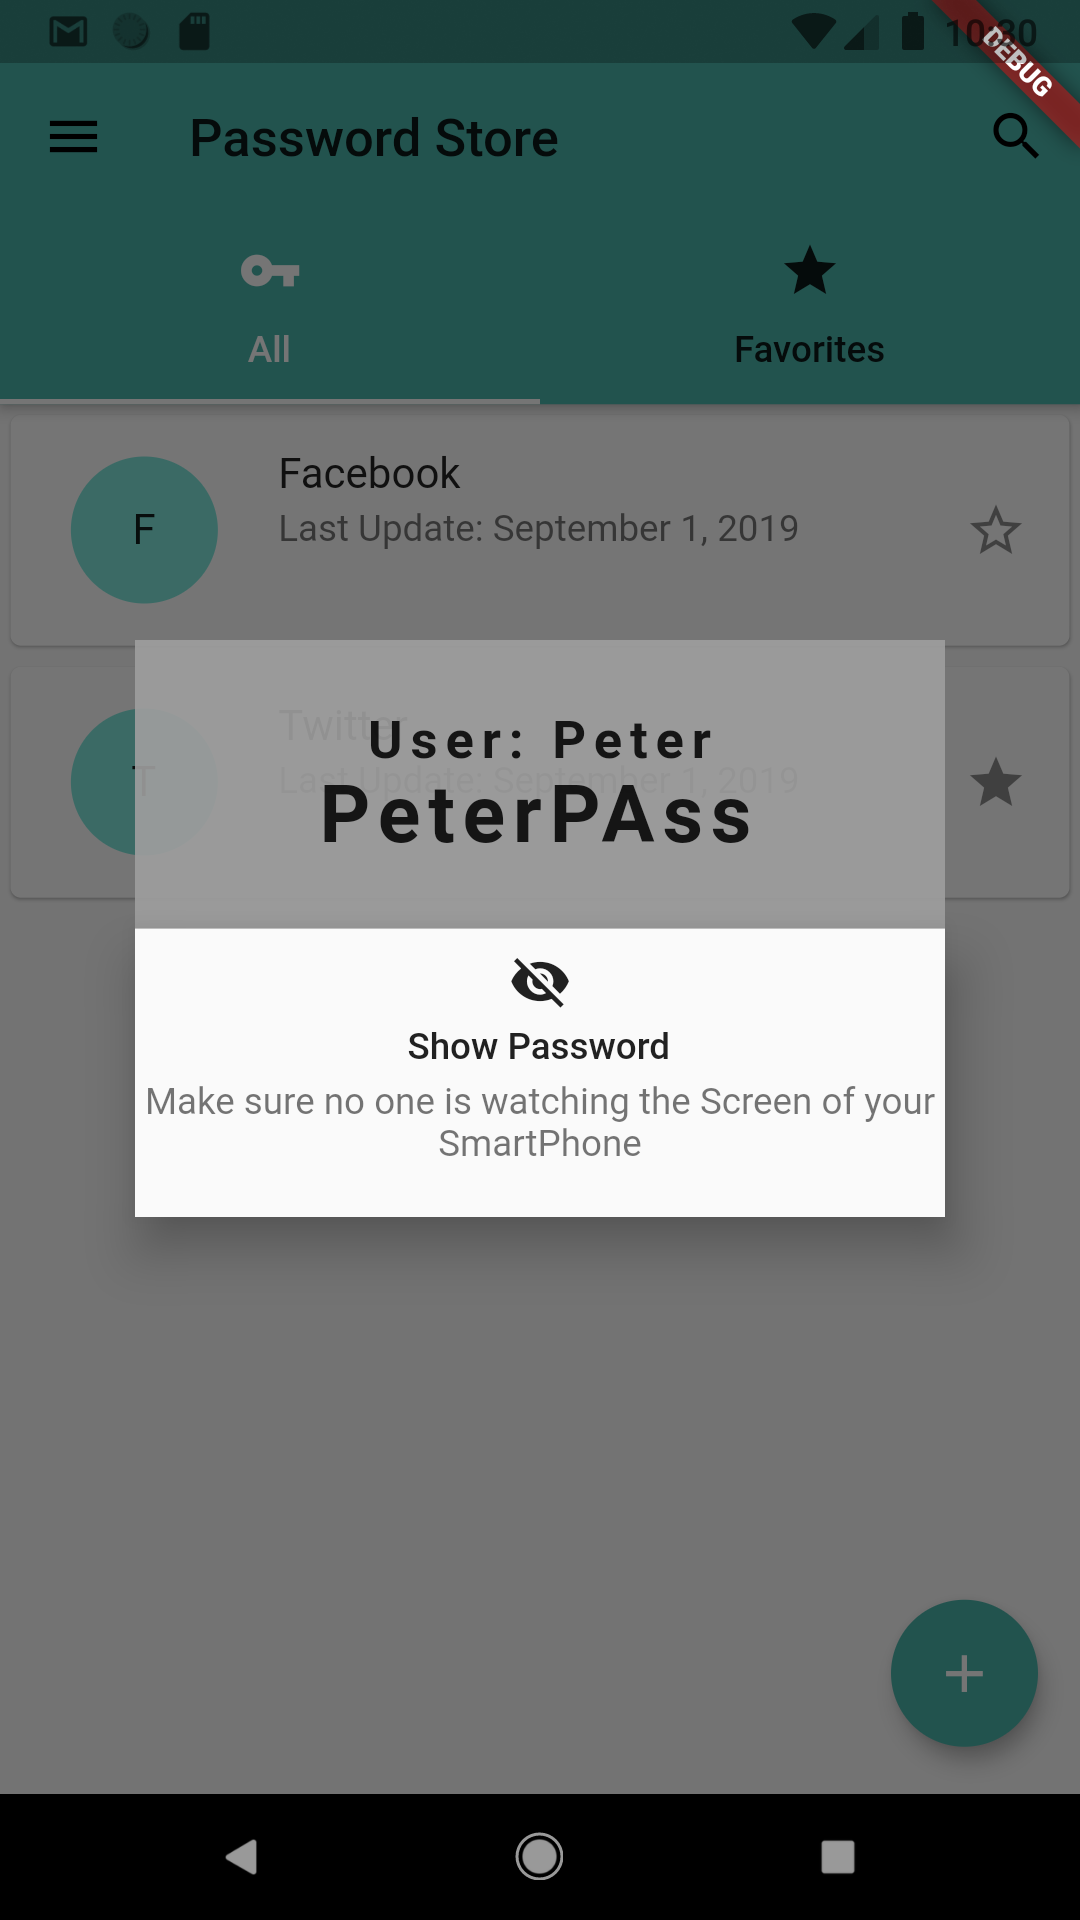 10:30
DEBUG
Password Store
All
Favorites
F
Facebook
Last Update: September 1, 2019
T
Twitter
Last Update: September 1, 2019
User: Peter
PeterPAss
Show Password
Make sure no one is watching the Screen of your
SmartPhone